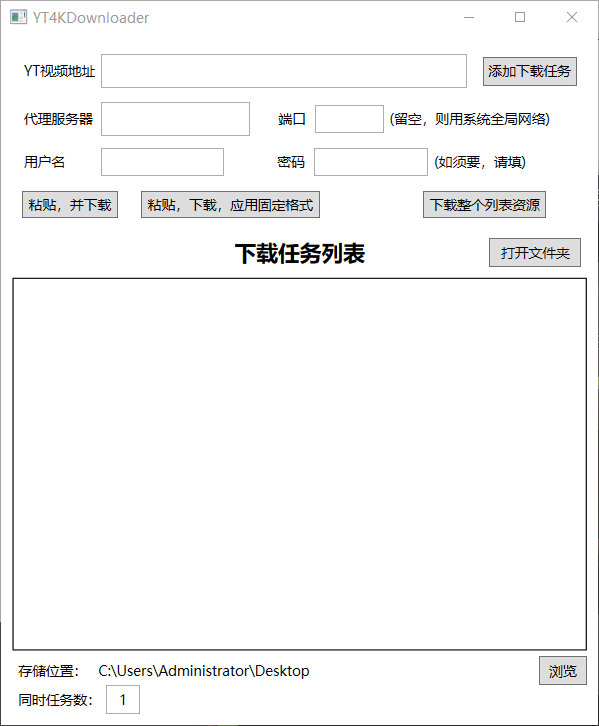 YT4KDownloader
YT视频地址 添加下载任务
代理服务器 端口 (留空，则用系统全局网络)
用户名 密码 (如须要，请填)
粘贴，并下载 粘贴，下载，应用固定格式 下载整个列表资源
下载任务列表 打开文件夹
存储位置： C:\Users\Administrator\Desktop 浏览
同时任务数： 1